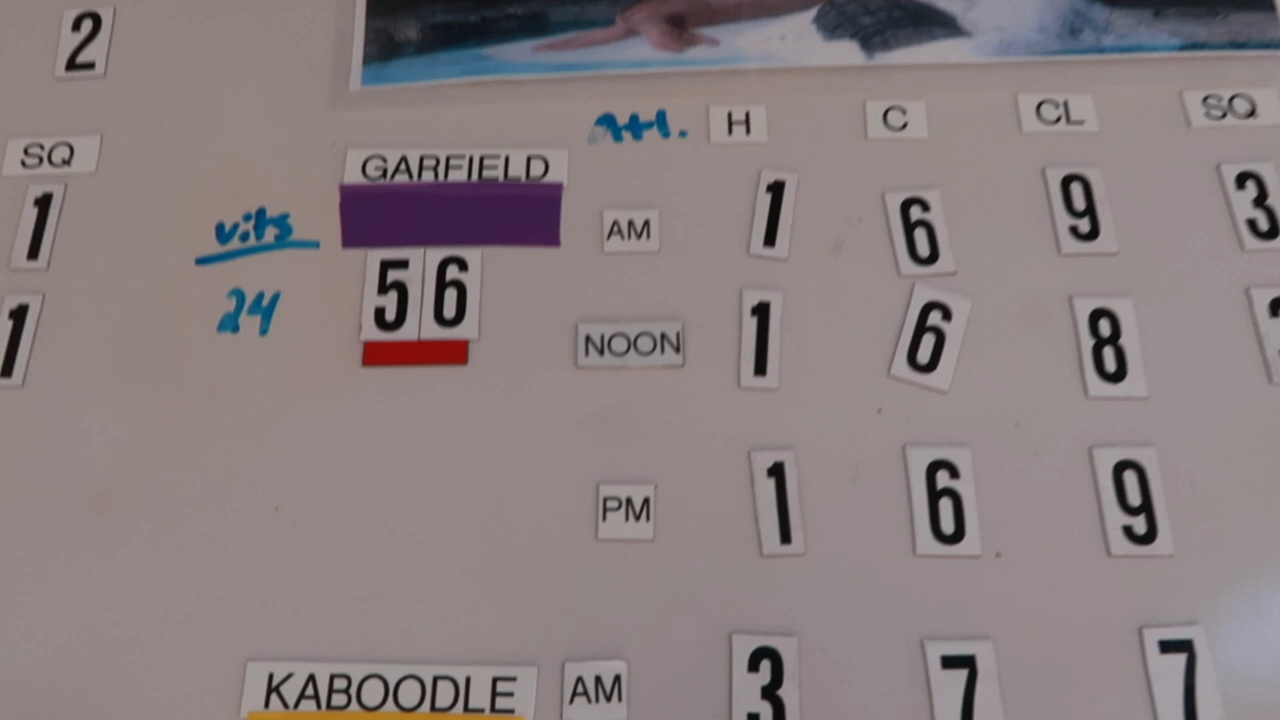 2
Atl. H C CL SQ
SQ GARFIELD
1 vits AM 1 6 9 3
24 56 NOON 1 6 8
1
PM 1 6 9
KABOODLE AM 3 7 7